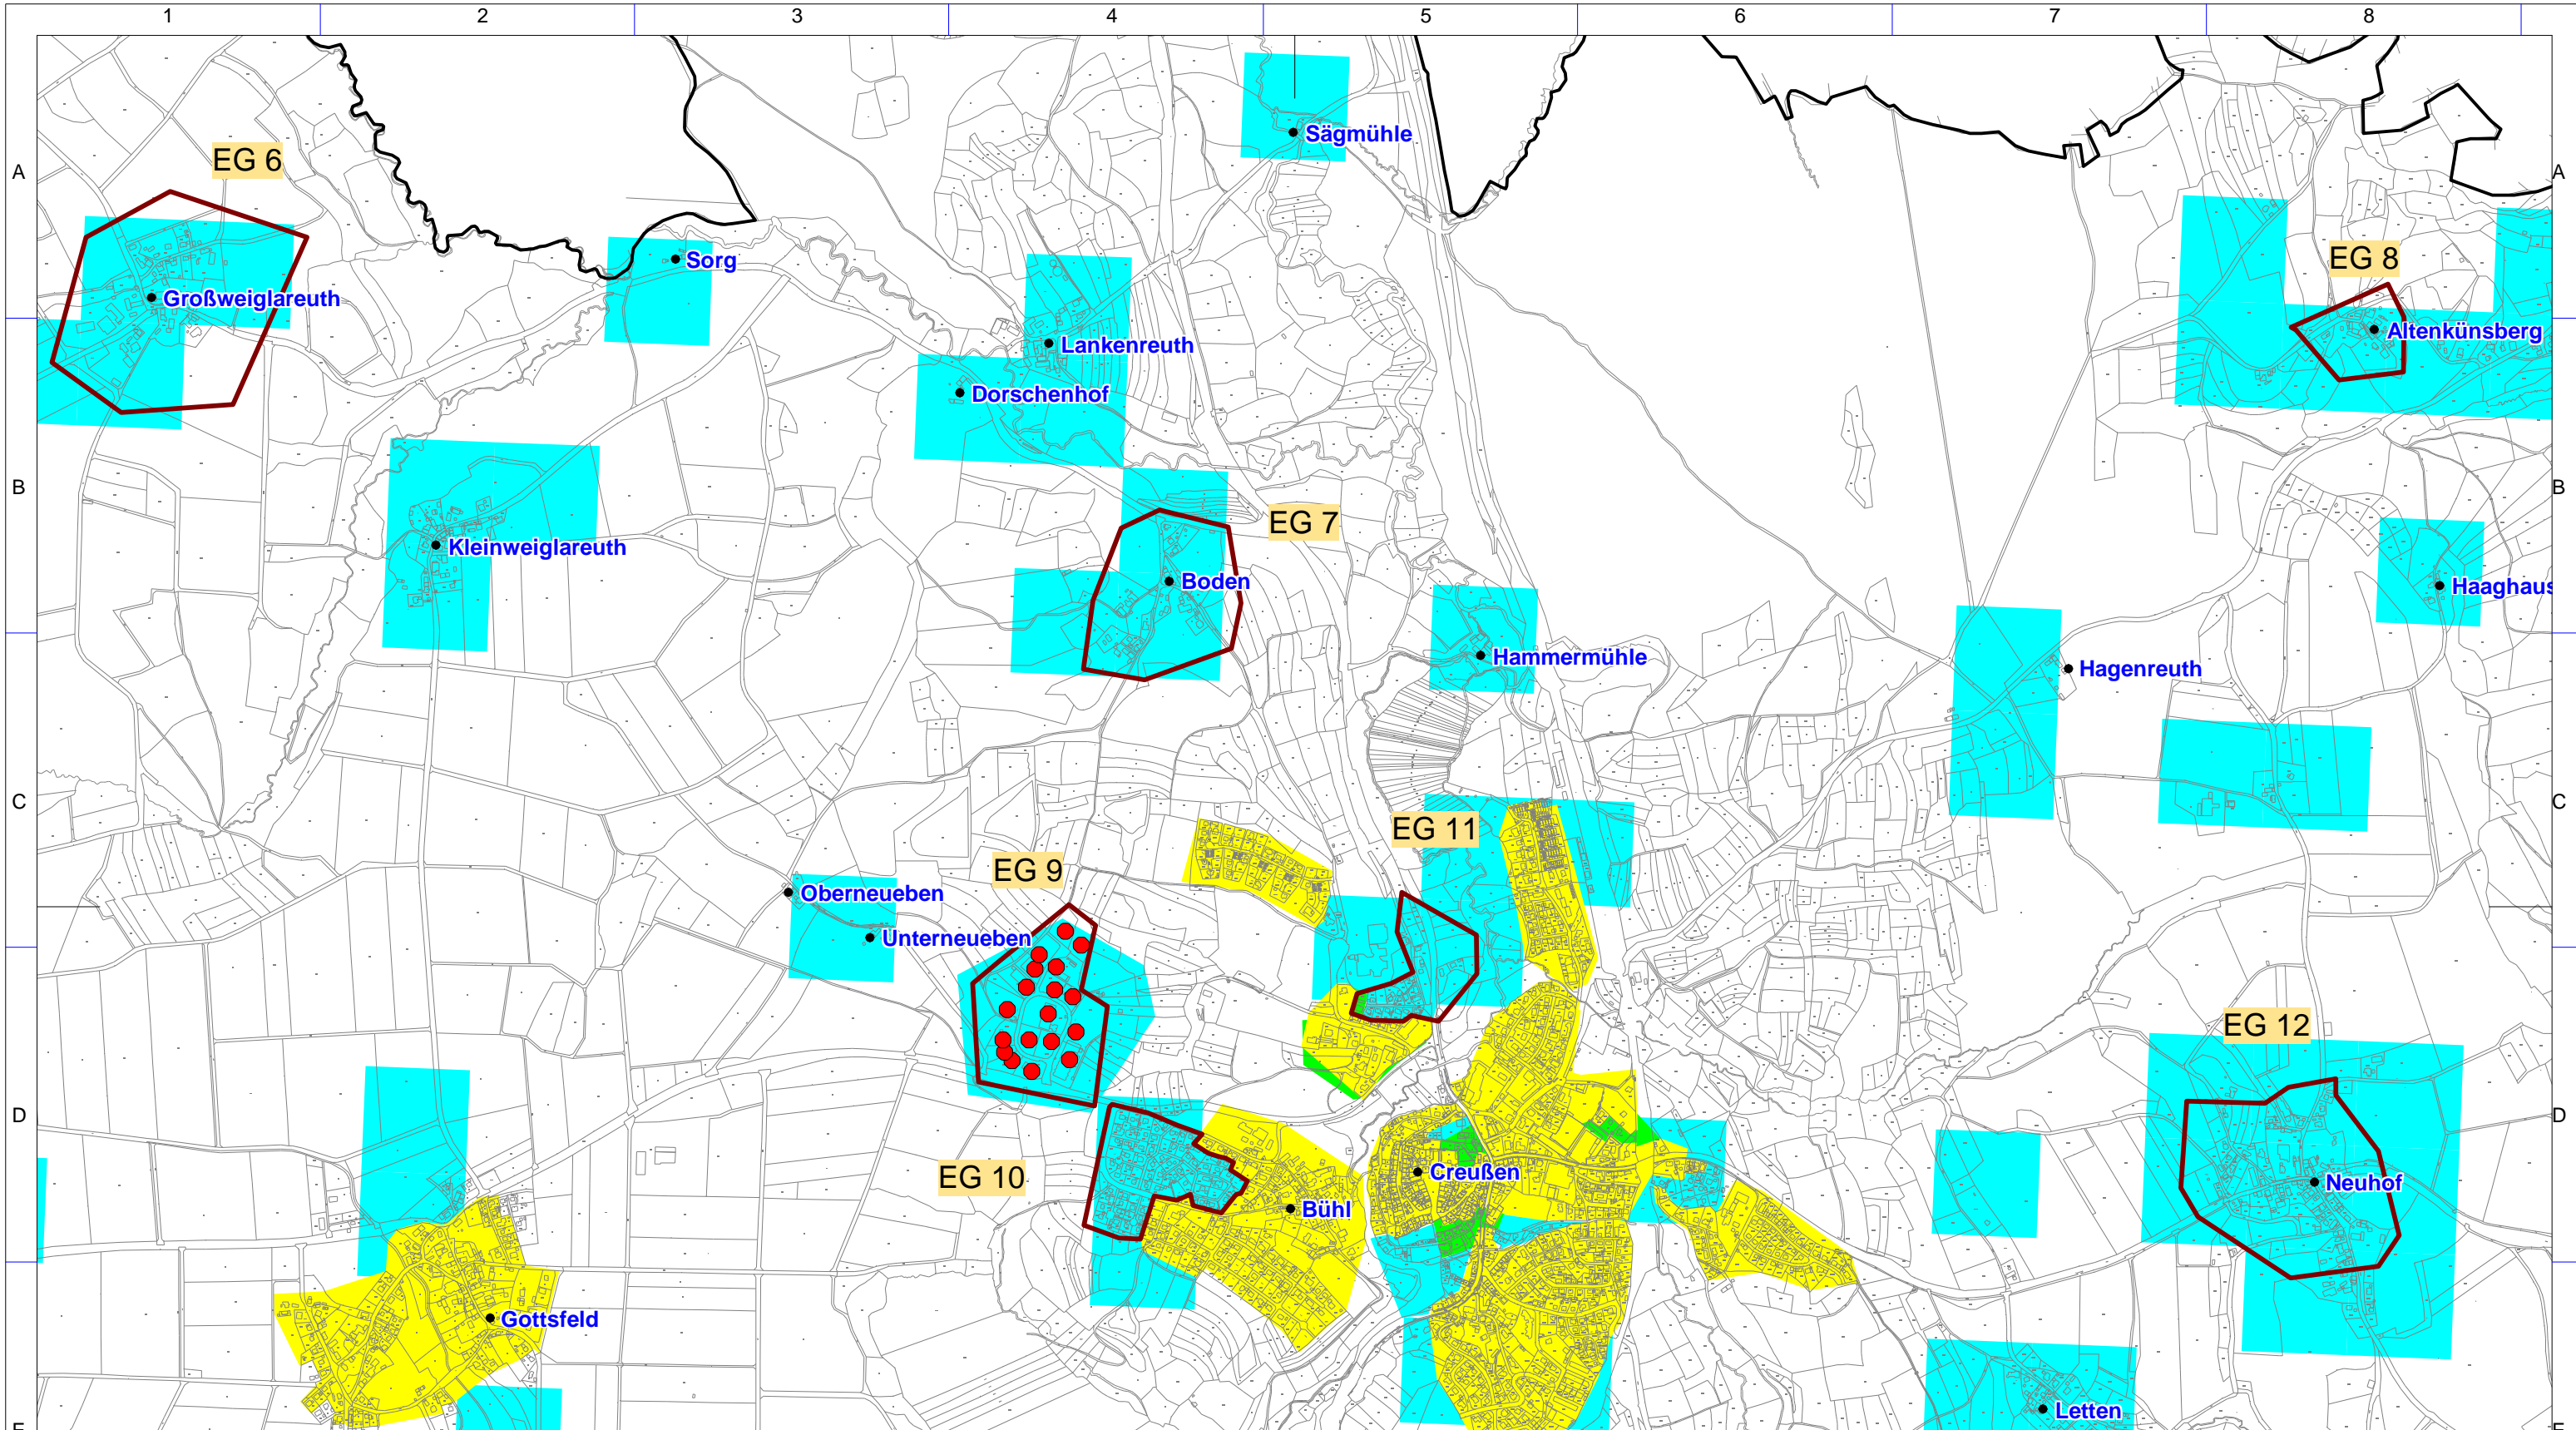 1 2 3 4 5 6 7 8
Sägmühle
A EG 6 A
EG 8
Sorg
Großweiglareuth
Altenkünsberg
Lankenreuth
Dorschenhof
B B
EG 7
Kleinweiglareuth
Boden
Haaghaus
Hammermühle
Hagenreuth
C C
EG 11
EG 9
Oberneueben
Unterneueben
EG 12
D D
EG 10
Creußen
Neuhof
Bühl
Gottsfeld
Letten